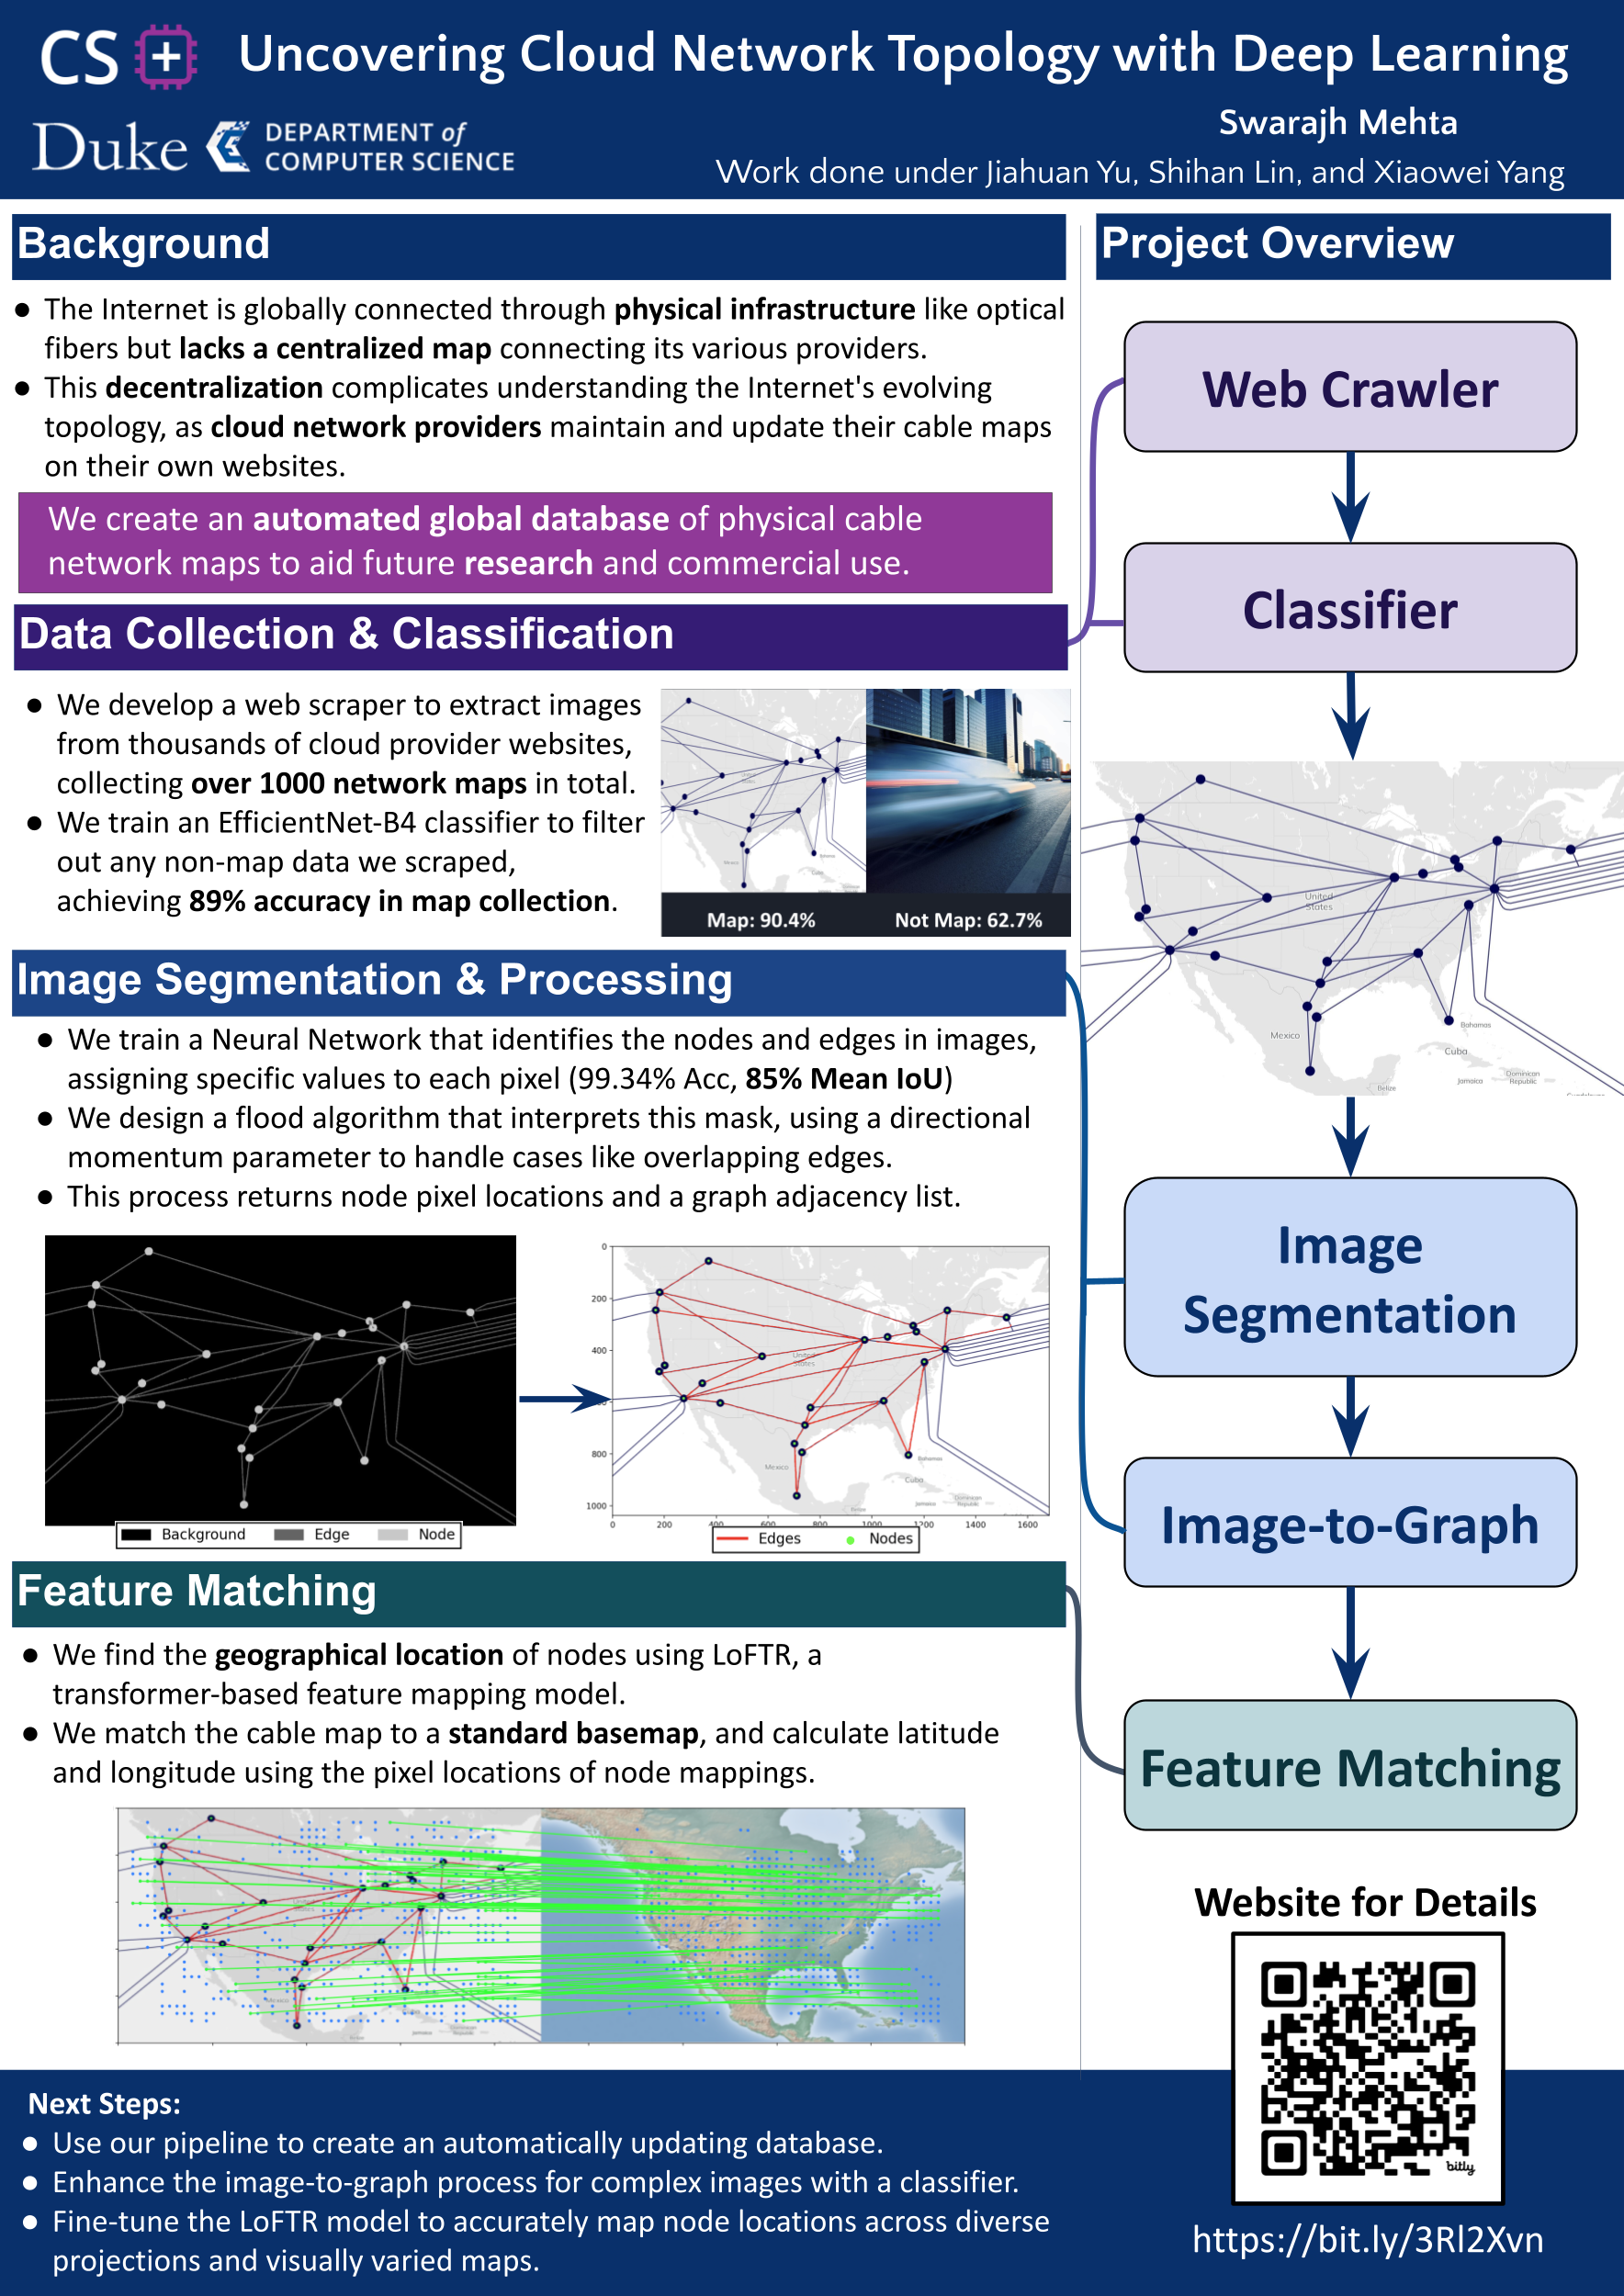 CS +
Uncovering Cloud Network Topology with Deep Learning
Duke
DEPARTMENT of
COMPUTER SCIENCE
Swarajh Mehta
Work done under Jiahuan Yu, Shihan Lin, and Xiaowei Yang
Background
● The Internet is globally connected through physical infrastructure like optical
fibers but lacks a centralized map connecting its various providers.
● This decentralization complicates understanding the Internet's evolving
topology, as cloud network providers maintain and update their cable maps
on their own websites.
We create an automated global database of physical cable
network maps to aid future research and commercial use.
Data Collection & Classification
● We develop a web scraper to extract images
from thousands of cloud provider websites,
collecting over 1000 network maps in total.
● We train an EfficientNet-B4 classifier to filter
out any non-map data we scraped,
achieving 89% accuracy in map collection.
Map: 90.4%
Not Map: 62.7%
Image Segmentation & Processing
● We train a Neural Network that identifies the nodes and edges in images,
assigning specific values to each pixel (99.34% Acc, 85% Mean IoU)
● We design a flood algorithm that interprets this mask, using a directional
momentum parameter to handle cases like overlapping edges.
● This process returns node pixel locations and a graph adjacency list.
Background
Edge
Node
0
200
400
800
1000
United
States
Mexico
Cuba
0
200
400
600
800
1000
1200
1400
1600
Edges
Nodes
Feature Matching
● We find the geographical location of nodes using LoFTR, a
transformer-based feature mapping model.
● We match the cable map to a standard basemap, and calculate latitude
and longitude using the pixel locations of node mappings.
Next Steps:
● Use our pipeline to create an automatically updating database.
● Enhance the image-to-graph process for complex images with a classifier.
● Fine-tune the LoFTR model to accurately map node locations across diverse
projections and visually varied maps.
Project Overview
Web Crawler
Classifier
United
States
Mexico
Bahamas
Cuba
Jamaica
Dominican
Republic
Belize
Image
Segmentation
Image-to-Graph
Feature Matching
Website for Details
bitly
https://bit.ly/3Rl2Xvn